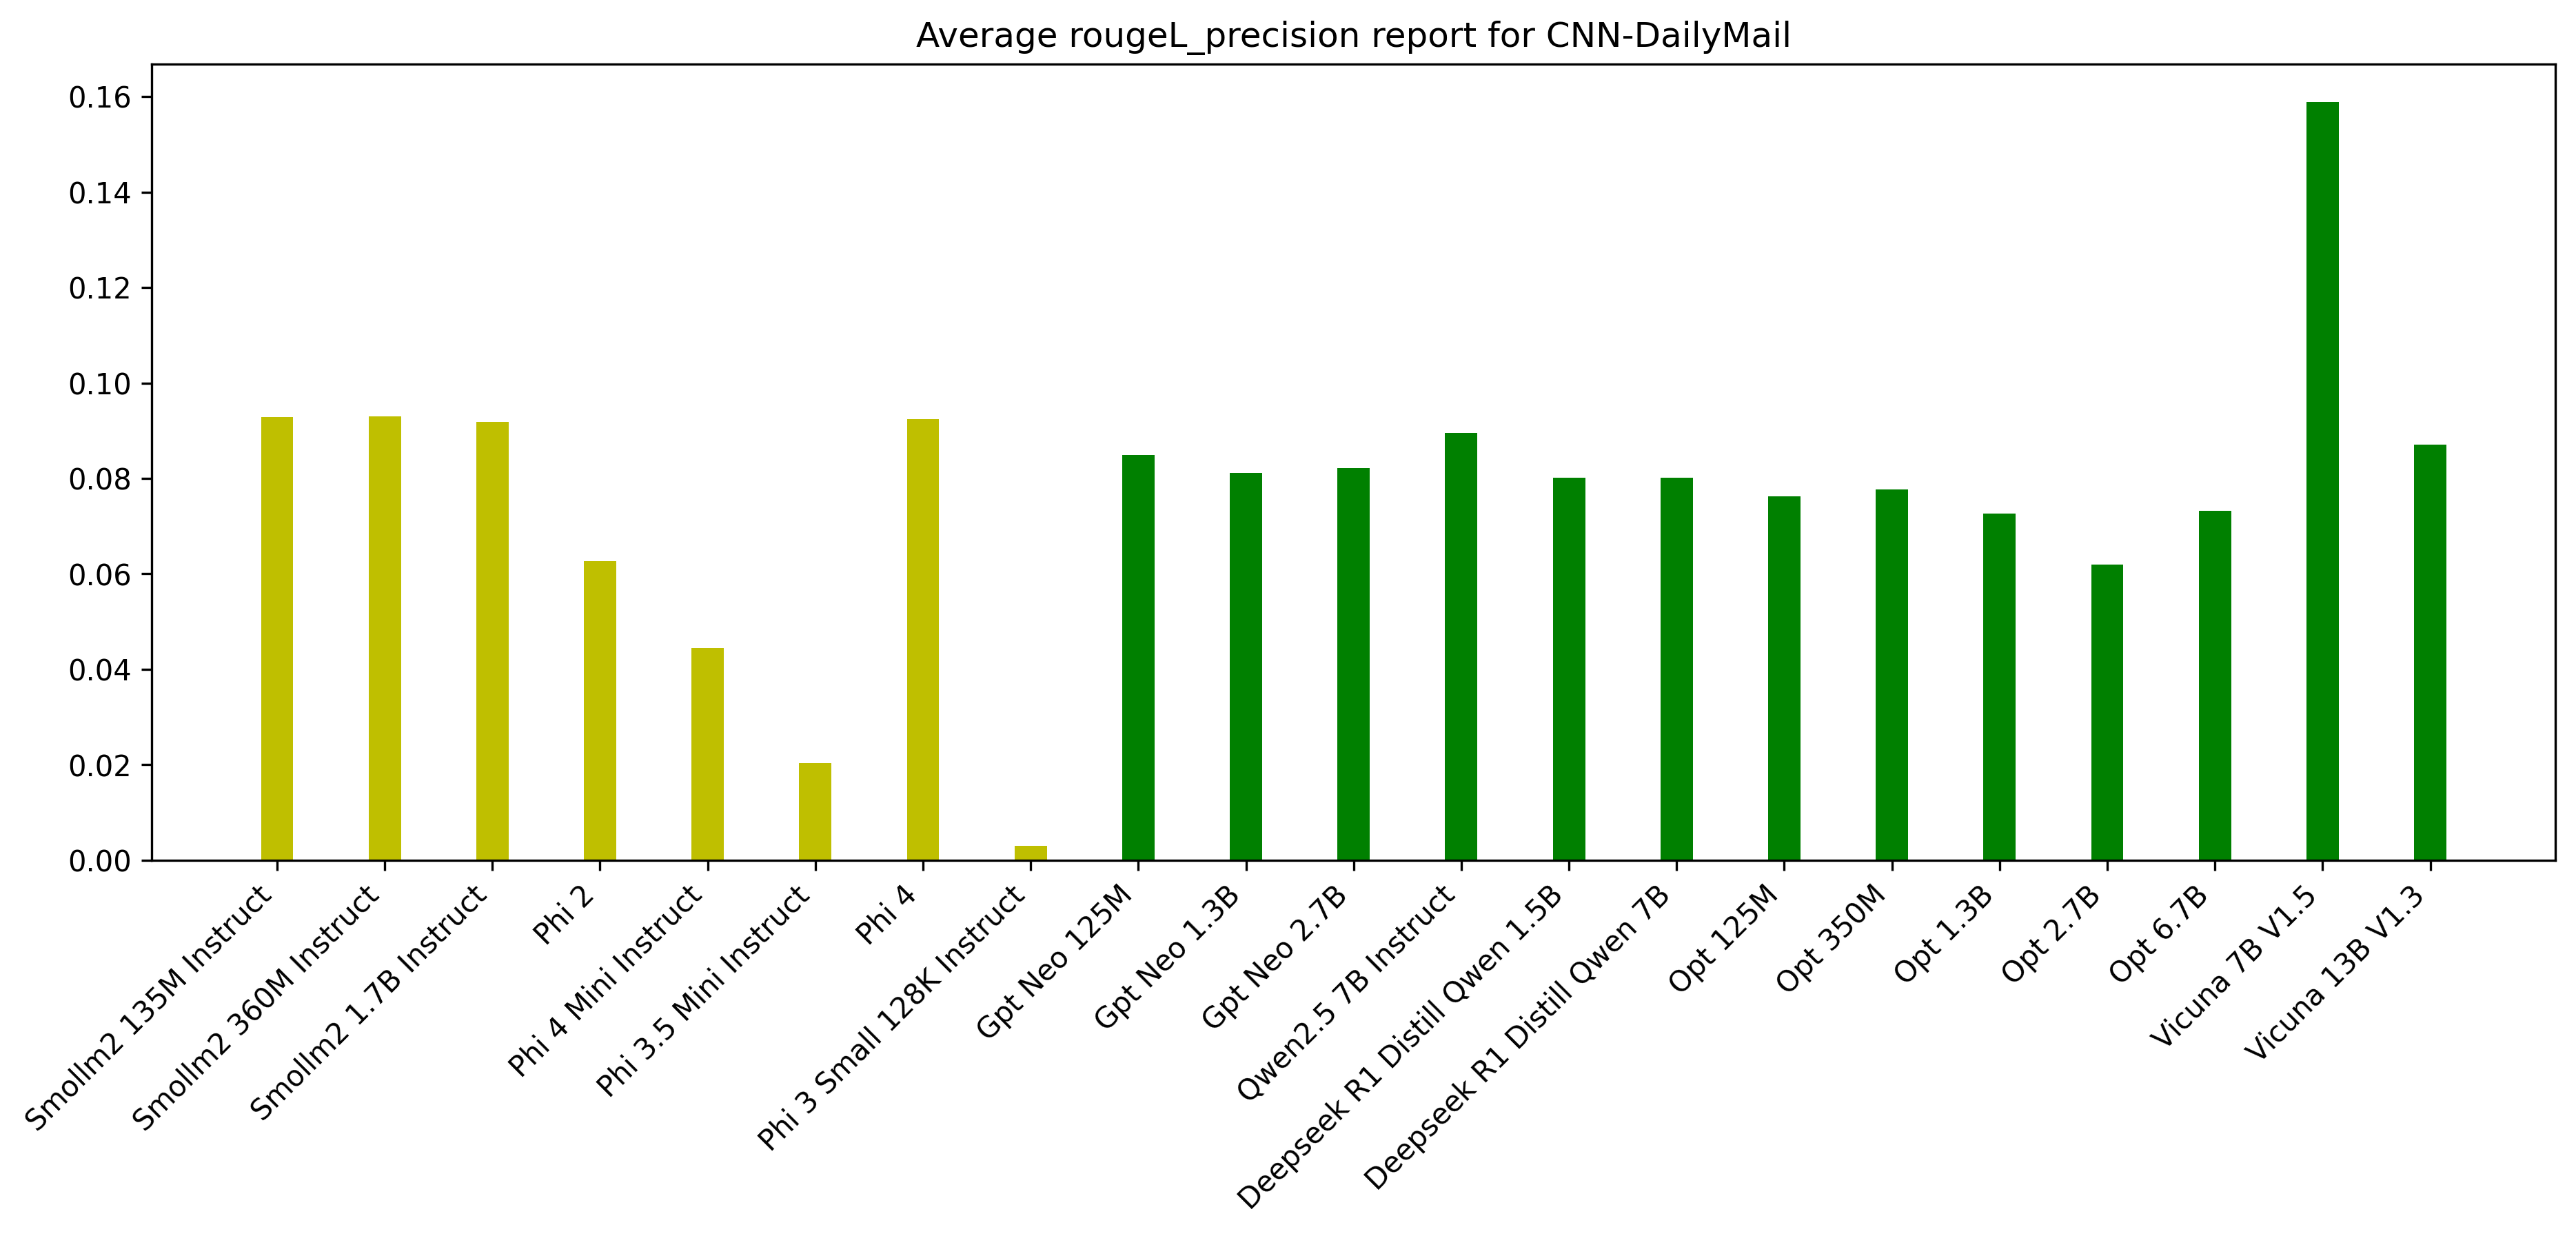 Average rougeL_precision report for CNN-DailyMail
0.16
0.14
0.12
0.10
0.08
0.06
0.04
0.02
0.00
Smollm2 135M Instruct
Smollm2 360M Instruct
Smollm2 1.7B Instruct
Phi 2
Phi 4 Mini Instruct
Phi 3.5 Mini Instruct
Phi 4
Phi 3 Small 128K Instruct
Gpt Neo 125M
Gpt Neo 1.3B
Gpt Neo 2.7B
Qwen2.5 7B Instruct
Deepseek R1 Distill Qwen 1.5B
Deepseek R1 Distill Qwen 7B
Opt 125M
Opt 350M
Opt 1.3B
Opt 2.7B
Opt 6.7B
Vicuna 7B V1.5
Vicuna 13B V1.3